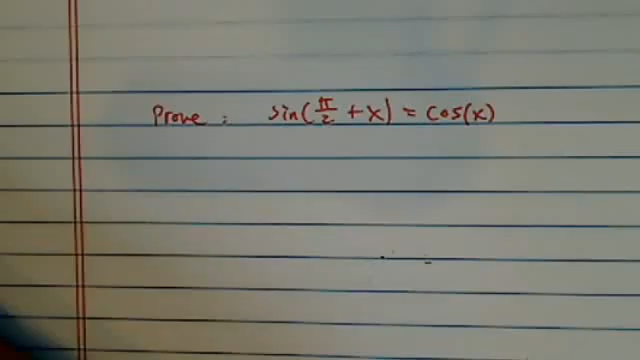 Prove : sin(π/2 + x) = cos(x)